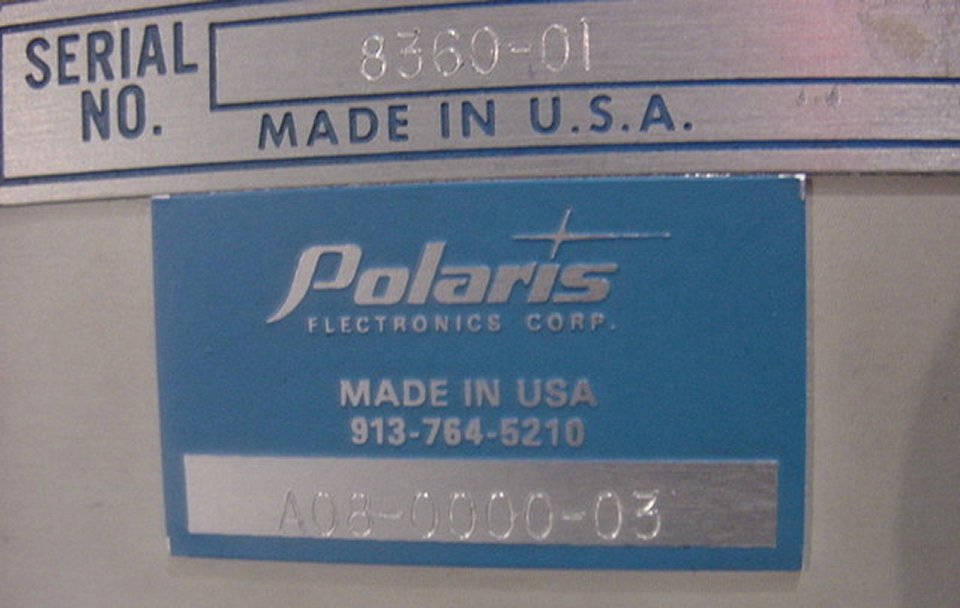 SERIAL NO.
8360-01
MADE IN U.S.A.
Polaris
ELECTRONICS CORP.
MADE IN USA
913-764-5210
A08-0000-03